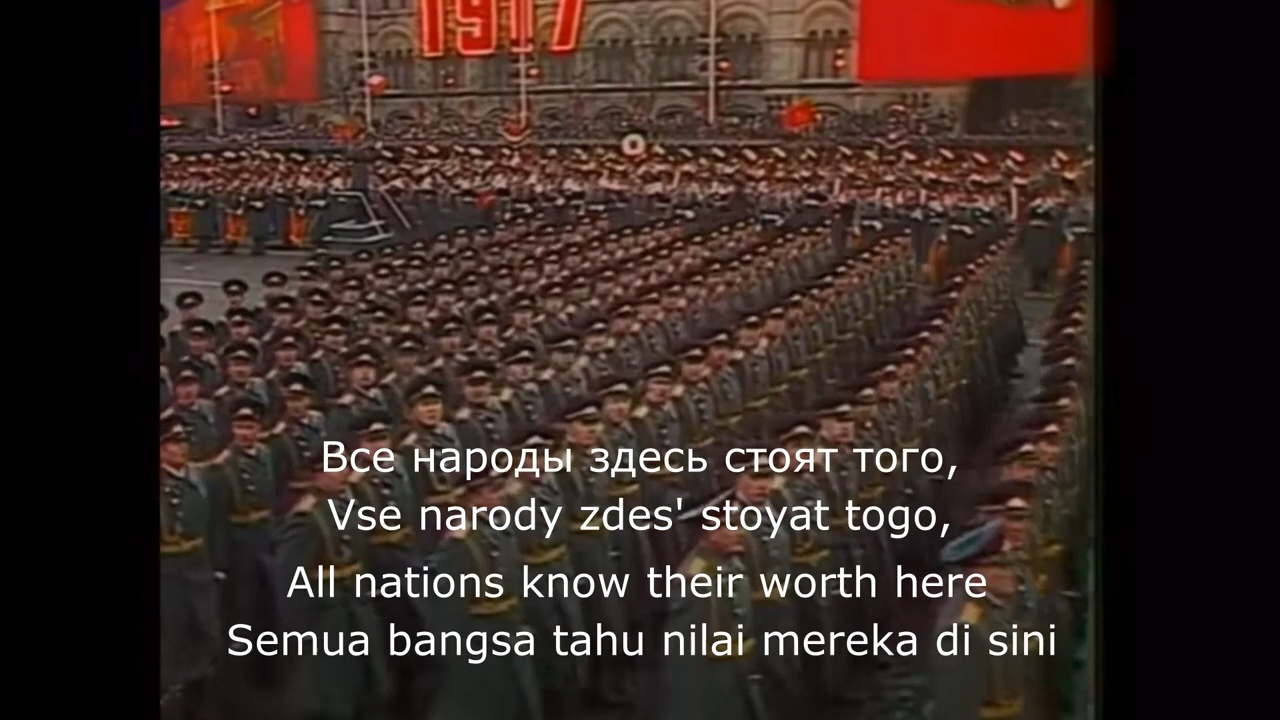 1917
Все народы здесь стоят того,
Vse narody zdes' stoyat togo,
All nations know their worth here
Semua bangsa tahu nilai mereka di sini